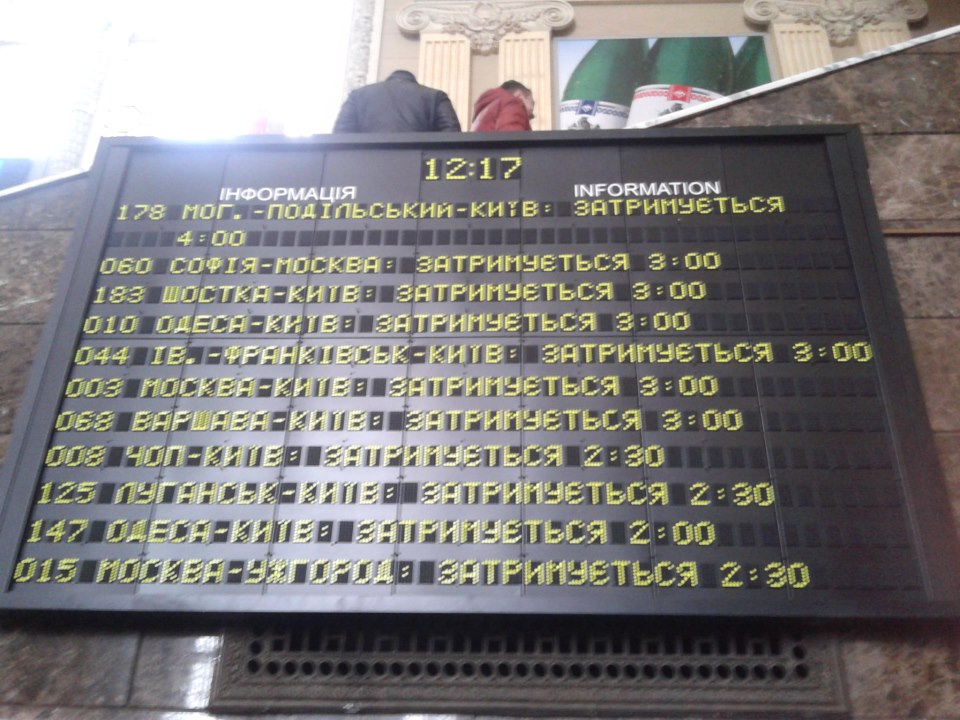 12:17
ІНФОРМАЦІЯ INFORMATION
178 МОГ.-ПОДІЛЬСЬКИЙ-КИЇВ: ЗАТРИМУЄТЬСЯ
4:00
060 СОФІЯ-МОСКВА: ЗАТРИМУЄТЬСЯ 3:00
183 ШОСТКА-КИЇВ: ЗАТРИМУЄТЬСЯ 3:00
010 ОДЕСА-КИЇВ: ЗАТРИМУЄТЬСЯ 3:00
044 ІВ.-ФРАНКІВСЬК-КИЇВ: ЗАТРИМУЄТЬСЯ 3:00
003 МОСКВА-КИЇВ: ЗАТРИМУЄТЬСЯ 3:00
068 ВАРШАВА-КИЇВ: ЗАТРИМУЄТЬСЯ 3:00
008 ЧОП-КИЇВ: ЗАТРИМУЄТЬСЯ 2:30
125 ЛУГАНСЬК-КИЇВ: ЗАТРИМУЄТЬСЯ 2:30
147 ОДЕСА-КИЇВ: ЗАТРИМУЄТЬСЯ 2:00
015 МОСКВА-УЖГОРОД: ЗАТРИМУЄТЬСЯ 2:30